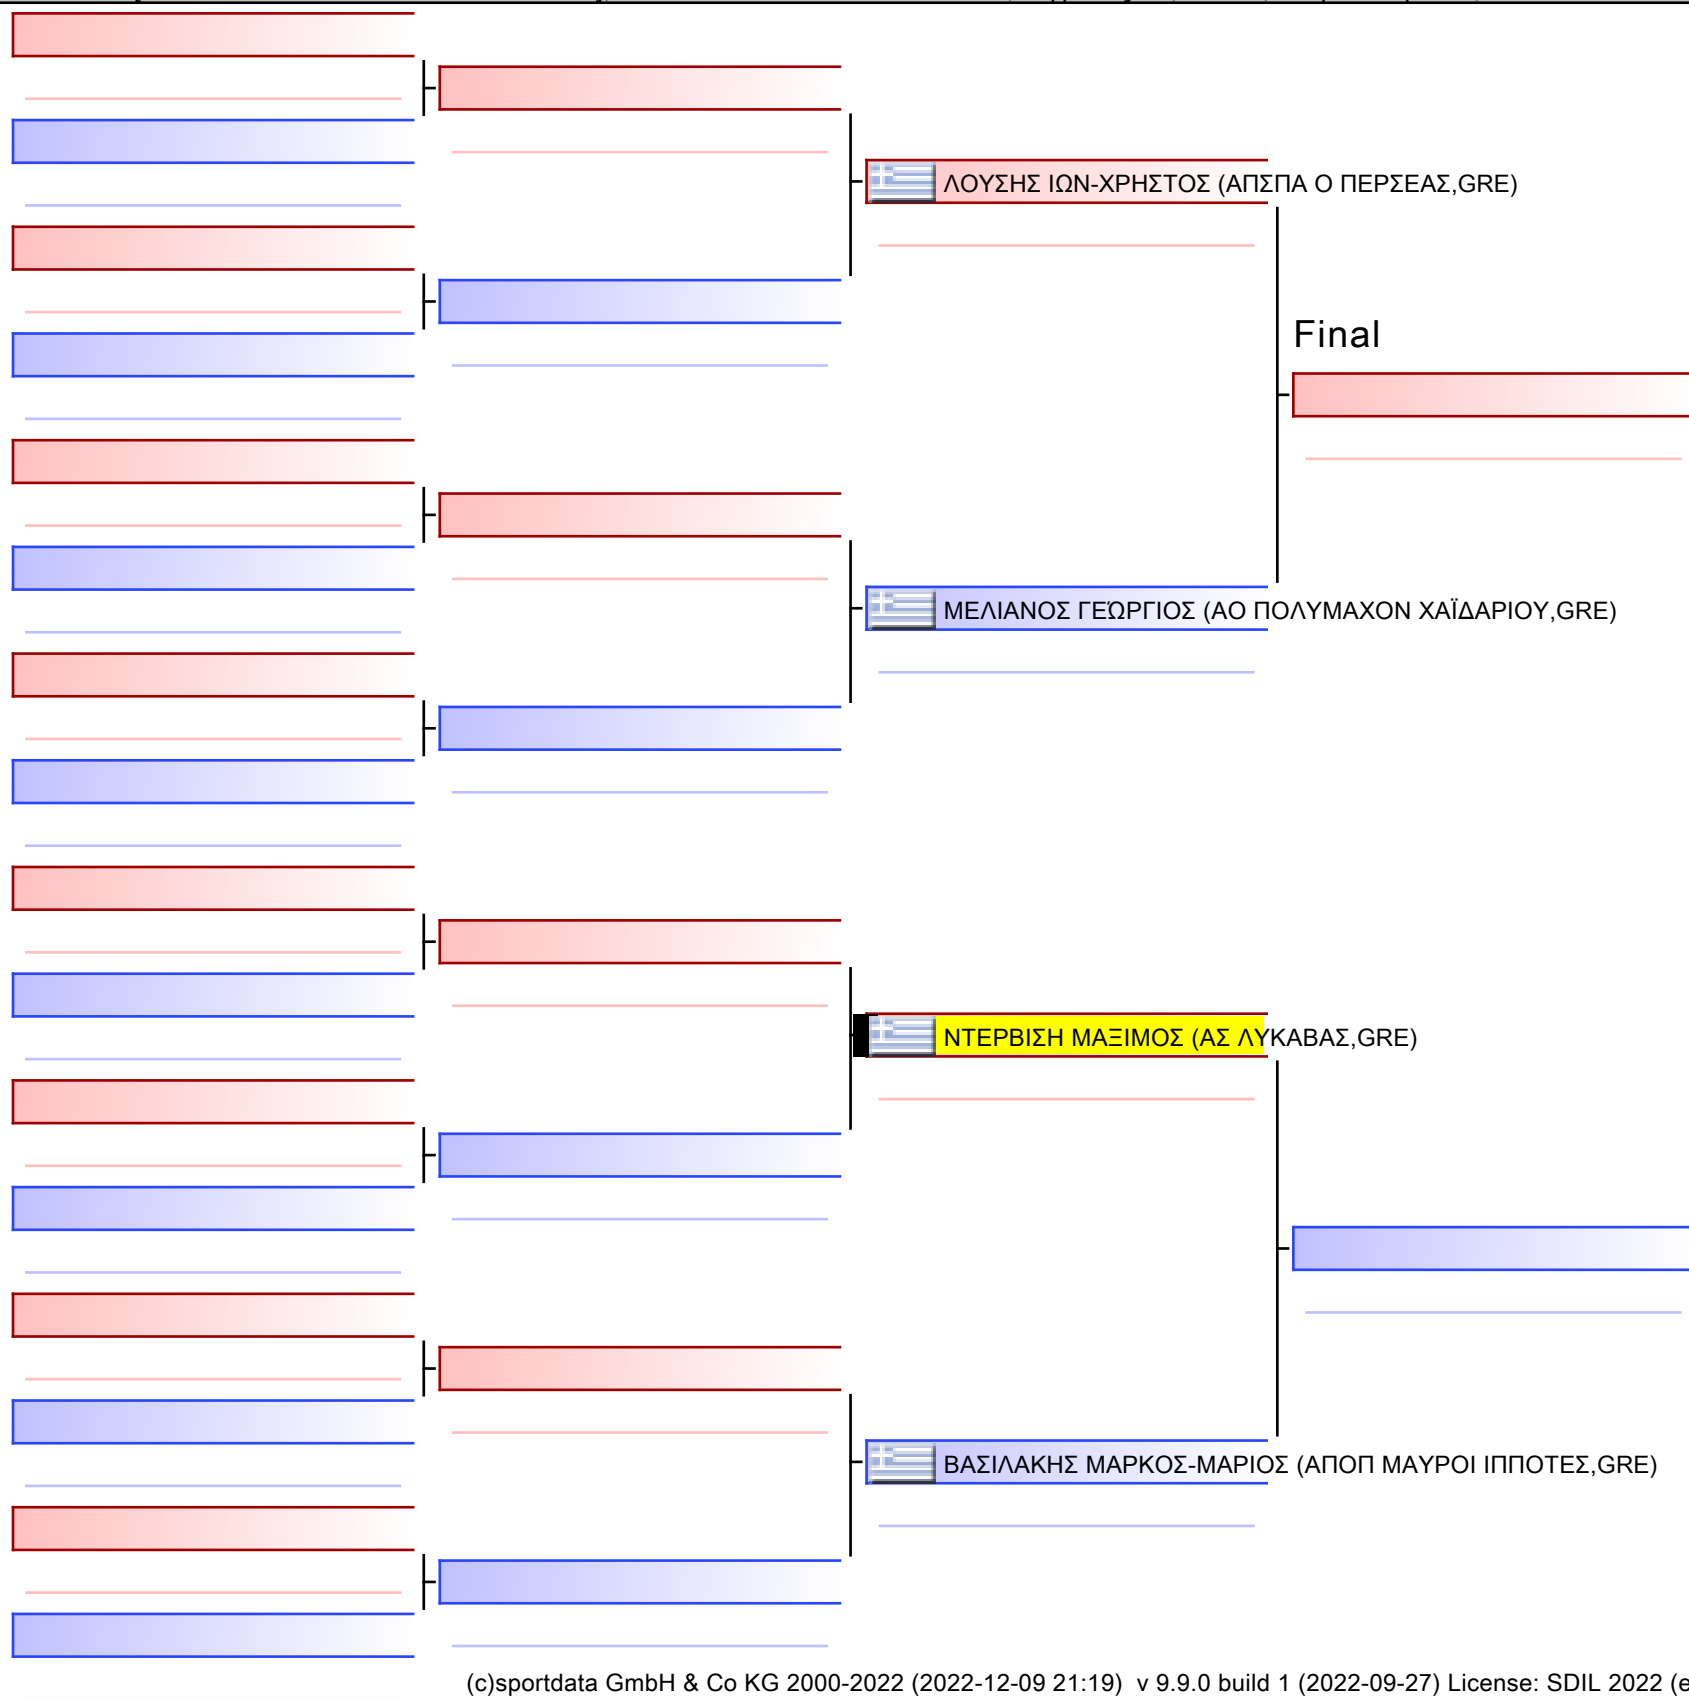 ΛΟΥΣΗΣ ΙΩΝ-ΧΡΗΣΤΟΣ (ΑΠΣΠΑ Ο ΠΕΡΣΕΑΣ,GRE)
Final
ΜΕΛΙΑΝΟΣ ΓΕΏΡΓΙΟΣ (ΑΟ ΠΟΛΥΜΑΧΟΝ ΧΑΪΔΑΡΙΟΥ,GRE)
ΝΤΕΡΒΙΣΗ ΜΑΞΙΜΟΣ (ΑΣ ΛΥΚΑΒΑΣ,GRE)
ΒΑΣΙΛΑΚΗΣ ΜΑΡΚΟΣ-ΜΑΡΙΟΣ (ΑΠΟΠ ΜΑΥΡΟΙ ΙΠΠΟΤΕΣ,GRE)
(c)sportdata GmbH & Co KG 2000-2022 (2022-12-09 21:19) v 9.9.0 build 1 (2022-09-27) License: SDIL 2022 (e